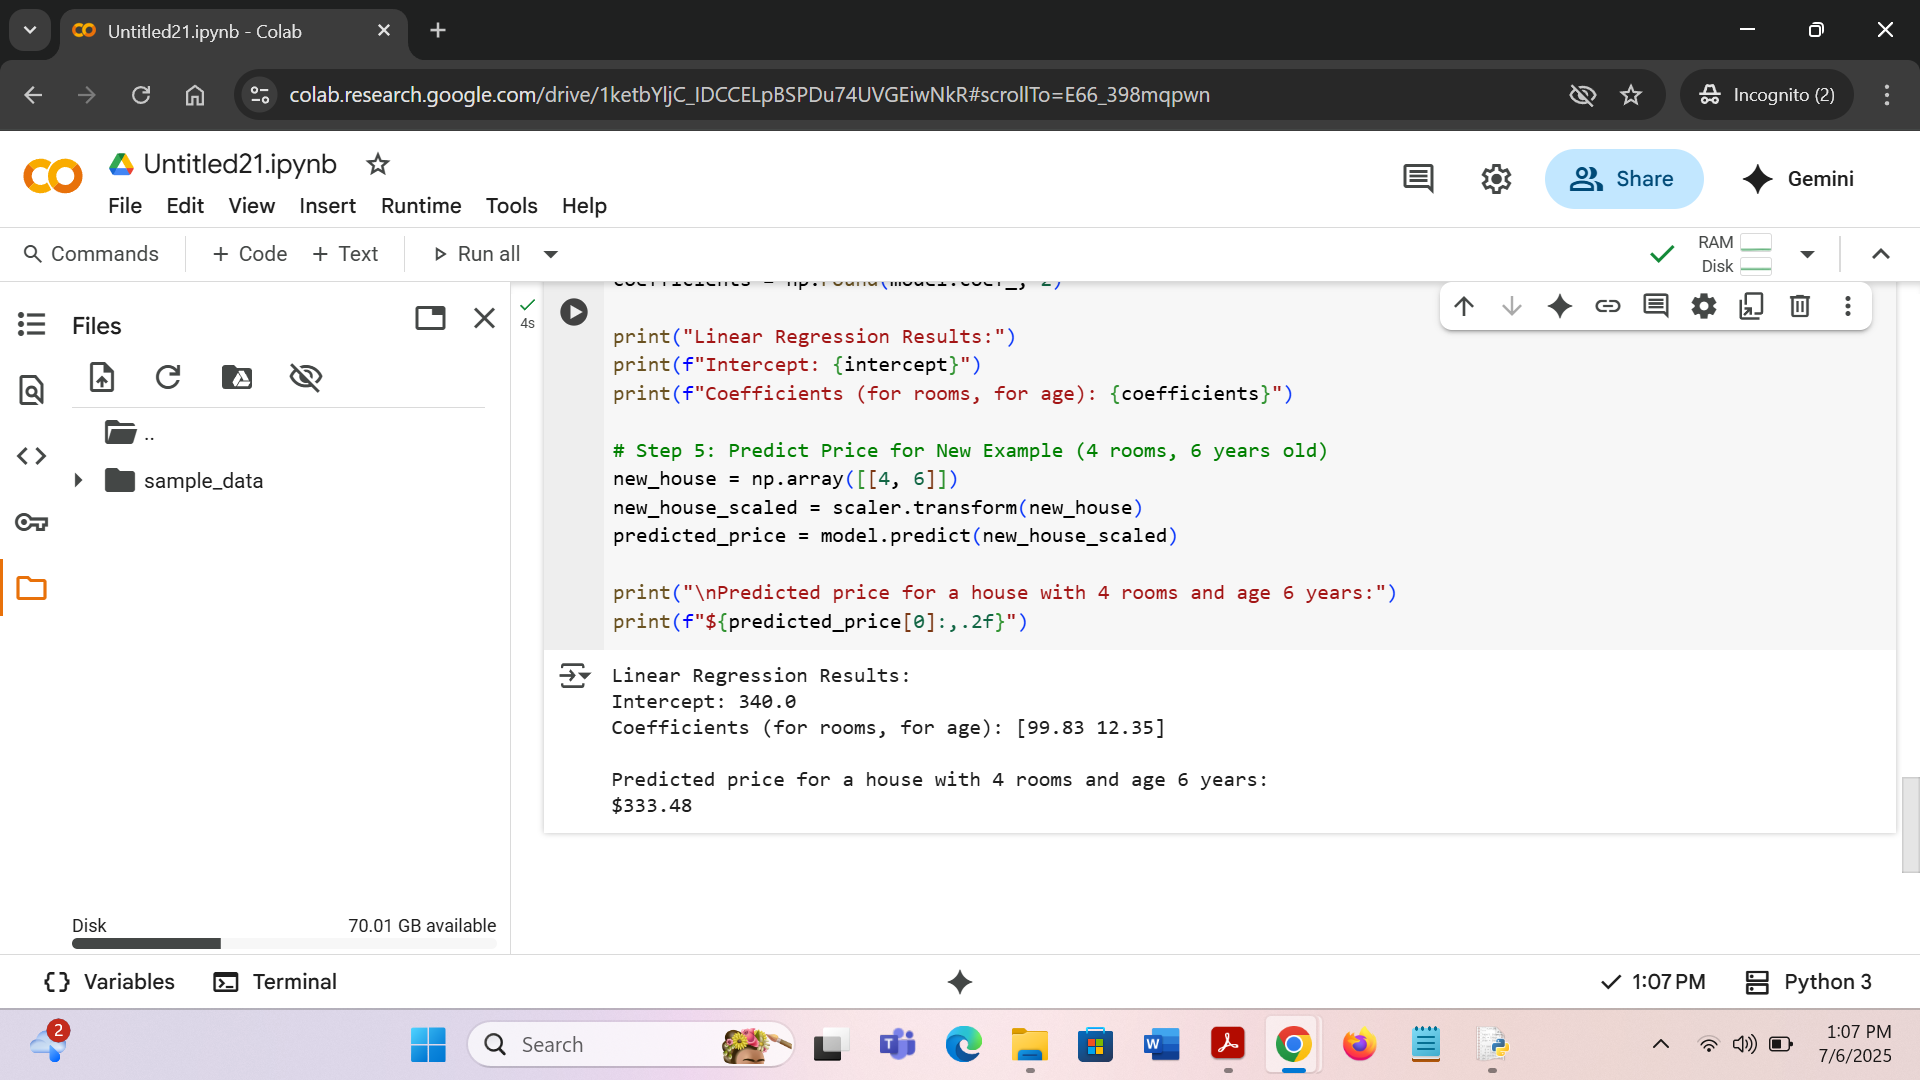 Untitled21.ipynb - Colab
colab.research.google.com/drive/1ketbYljC_IDCCELpBSPDu74UVGEiwNkR#scrollTo=E66_398mqpwn
Incognito (2)
Untitled21.ipynb
File Edit View Insert Runtime Tools Help
Share
Gemini
Commands + Code + Text Run all
RAM
Disk
Files
..
sample_data
Disk 70.01 GB available
4s
coefficients = np.round(model.coef_, 2)
print("Linear Regression Results:")
print(f"Intercept: {intercept}")
print(f"Coefficients (for rooms, for age): {coefficients}")
# Step 5: Predict Price for New Example (4 rooms, 6 years old)
new_house = np.array([[4, 6]])
new_house_scaled = scaler.transform(new_house)
predicted_price = model.predict(new_house_scaled)
print("\nPredicted price for a house with 4 rooms and age 6 years:")
print(f"${predicted_price[0]:,.2f}")
Linear Regression Results:
Intercept: 340.0
Coefficients (for rooms, for age): [99.83 12.35]
Predicted price for a house with 4 rooms and age 6 years:
$333.48
{} Variables Terminal
1:07 PM Python 3
2
Search
1:07 PM
7/6/2025